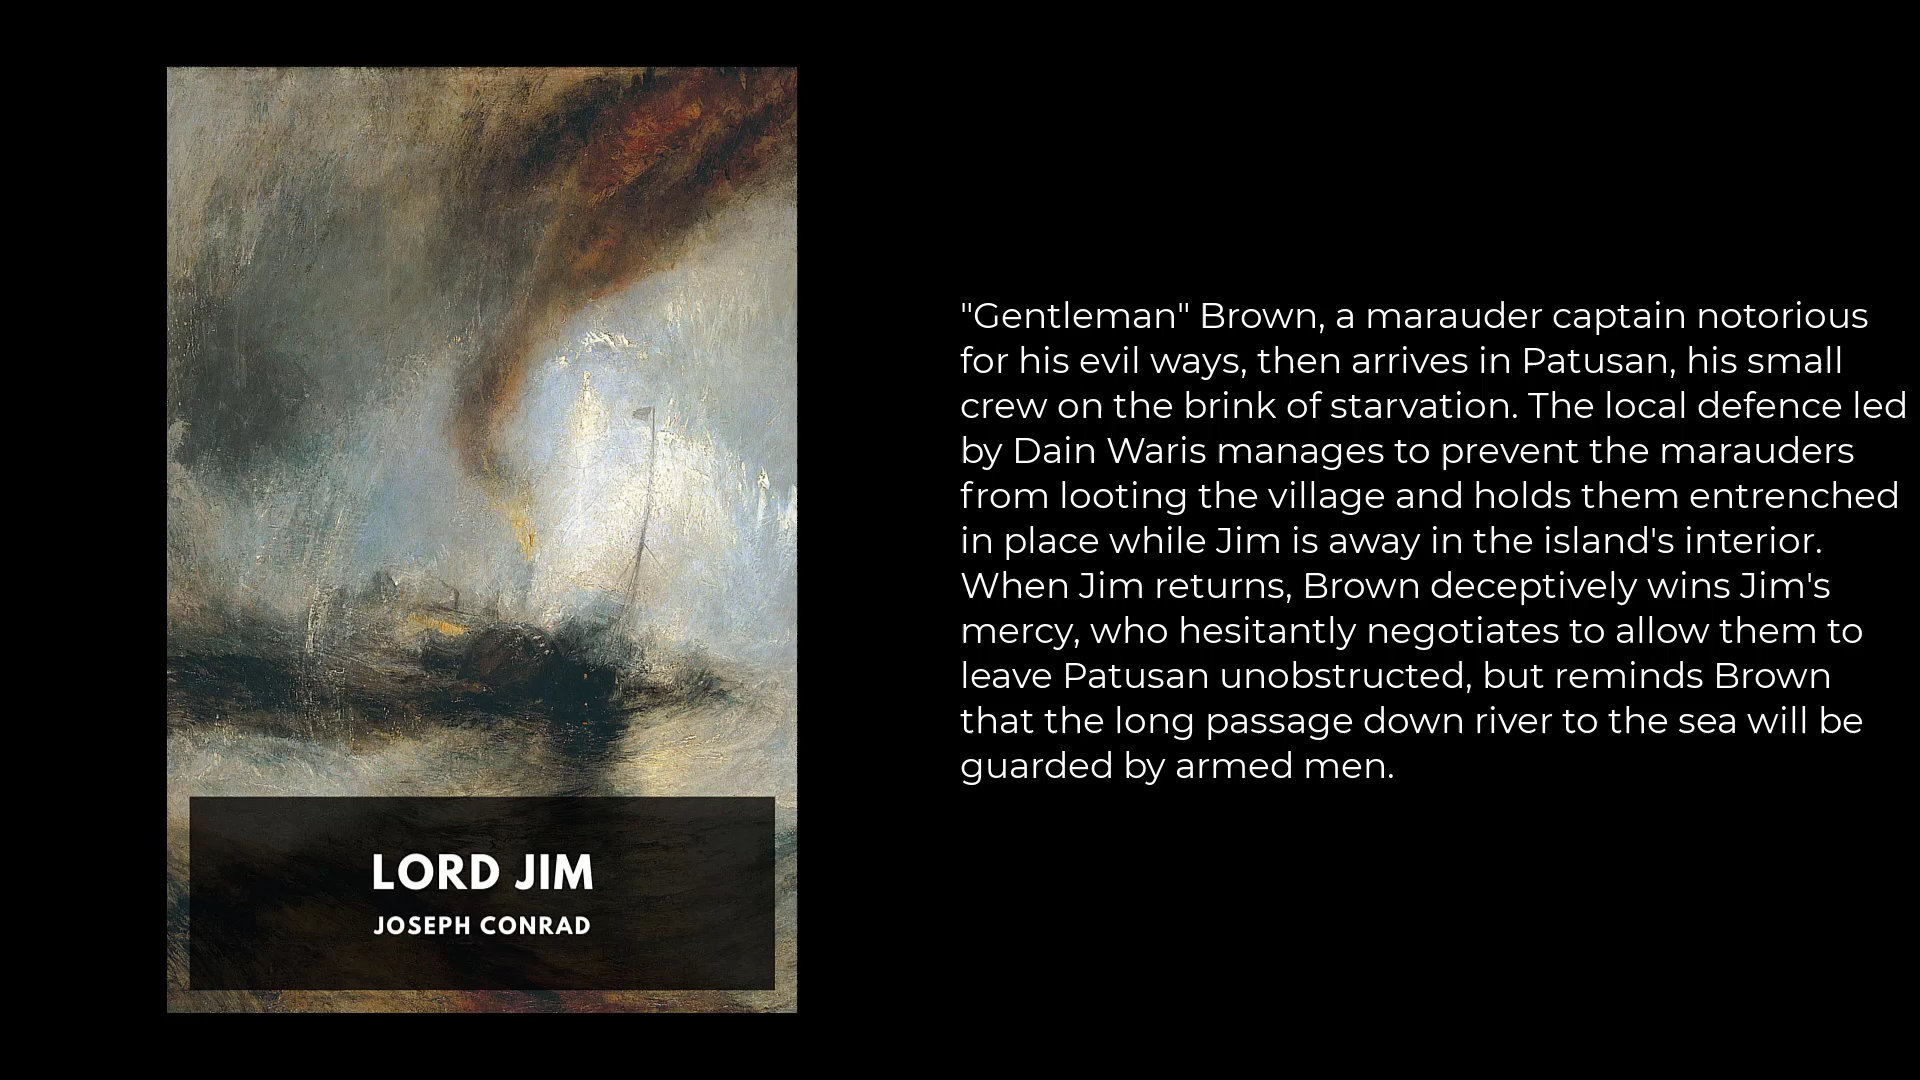 "Gentleman" Brown, a marauder captain notorious
for his evil ways, then arrives in Patusan, his small
crew on the brink of starvation. The local defence led
by Dain Waris manages to prevent the marauders
from looting the village and holds them entrenched
in place while Jim is away in the island's interior.
When Jim returns, Brown deceptively wins Jim's
mercy, who hesitantly negotiates to allow them to
leave Patusan unobstructed, but reminds Brown
that the long passage down river to the sea will be
guarded by armed men.
LORD JIM
JOSEPH CONRAD